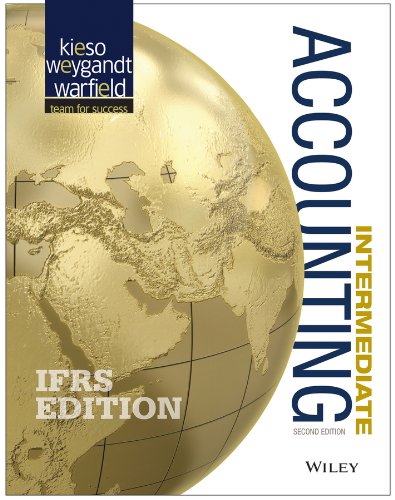 kieso
weygandt
warfield
team for success
INTERMEDIATE
ACCOUNTING
SECOND EDITION
IFRS
EDITION
WILEY